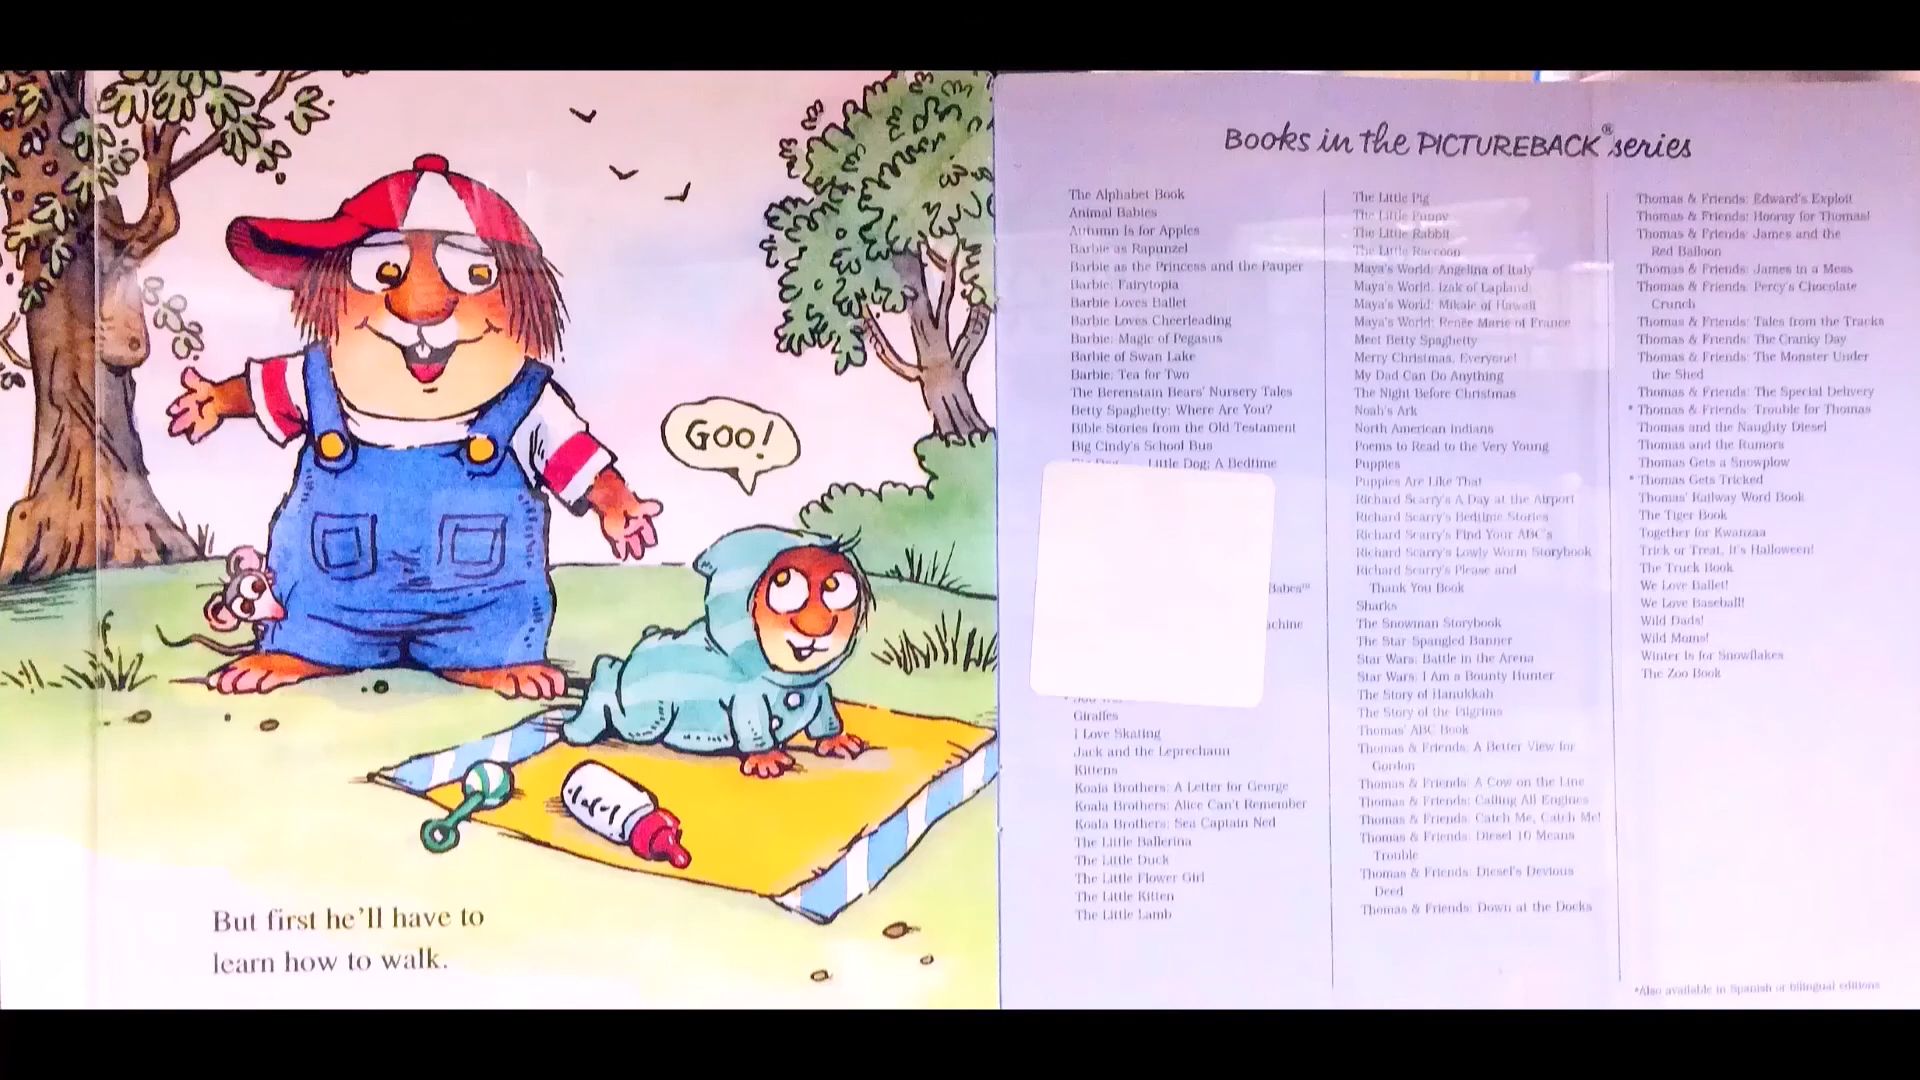 GOO!
But first he'll have to
learn how to walk.
Books in the PICTUREBACK® series
The Alphabet Book
Animal Babies
Autumn Is for Apples
Barbie as Rapunzel
Barbie as the Princess and the Pauper
Barbie: Fairytopia
Barbie Loves Ballet
Barbie Loves Cheerleading
Barbie: Magic of Pegasus
Barbie of Swan Lake
Barbie: Tea for Two
The Berenstain Bears' Nursery Tales
Betty Spaghetty: Where Are You?
Bible Stories from the Old Testament
Big Cindy's School Bus
Little Dog: A Bedtime
Babes™
achine
Giraffes
I Love Skating
Jack and the Leprechaun
Kittens
Koala Brothers: A Letter for George
Koala Brothers: Alice Can't Remember
Koala Brothers: Sea Captain Ned
The Little Ballerina
The Little Duck
The Little Flower Girl
The Little Kitten
The Little Lamb
The Little Pig
The Little Puppy
The Little Rabbit
The Little Raccoon
Maya's World: Angelina of Italy
Maya's World: Izak of Lapland
Maya's World: Mikale of Hawaii
Maya's World: Renée Marie of France
Meet Betty Spaghetty
Merry Christmas, Everyone!
My Dad Can Do Anything
The Night Before Christmas
Noah's Ark
North American Indians
Poems to Read to the Very Young
Puppies
Puppies Are Like That
Richard Scarry's A Day at the Airport
Richard Scarry's Bedtime Stories
Richard Scarry's Find Your ABC's
Richard Scarry's Lowly Worm Storybook
Richard Scarry's Please and
Thank You Book
Sharks
The Snowman Storybook
The Star-Spangled Banner
Star Wars: Battle in the Arena
Star Wars: I Am a Bounty Hunter
The Story of Hanukkah
The Story of the Pilgrims
Thomas' ABC Book
Thomas & Friends: A Better View for
Gordon
Thomas & Friends: A Cow on the Line
Thomas & Friends: Calling All Engines
Thomas & Friends: Catch Me, Catch Me!
Thomas & Friends: Diesel 10 Means
Trouble
Thomas & Friends: Diesel's Devious
Deed
Thomas & Friends: Down at the Docks
Thomas & Friends: Edward's Exploit
Thomas & Friends: Hooray for Thomas!
Thomas & Friends: James and the
Red Balloon
Thomas & Friends: James in a Mess
Thomas & Friends: Percy's Chocolate
Crunch
Thomas & Friends: Tales from the Tracks
Thomas & Friends: The Cranky Day
Thomas & Friends: The Monster Under
the Shed
Thomas & Friends: The Special Delivery
* Thomas & Friends: Trouble for Thomas
Thomas and the Naughty Diesel
Thomas and the Rumors
Thomas Gets a Snowplow
* Thomas Gets Tricked
Thomas' Railway Word Book
The Tiger Book
Together for Kwanzaa
Trick or Treat, It's Halloween!
The Truck Book
We Love Ballet!
We Love Baseball!
Wild Dads!
Wild Moms!
Winter Is for Snowflakes
The Zoo Book
*Also available in Spanish or bilingual editions